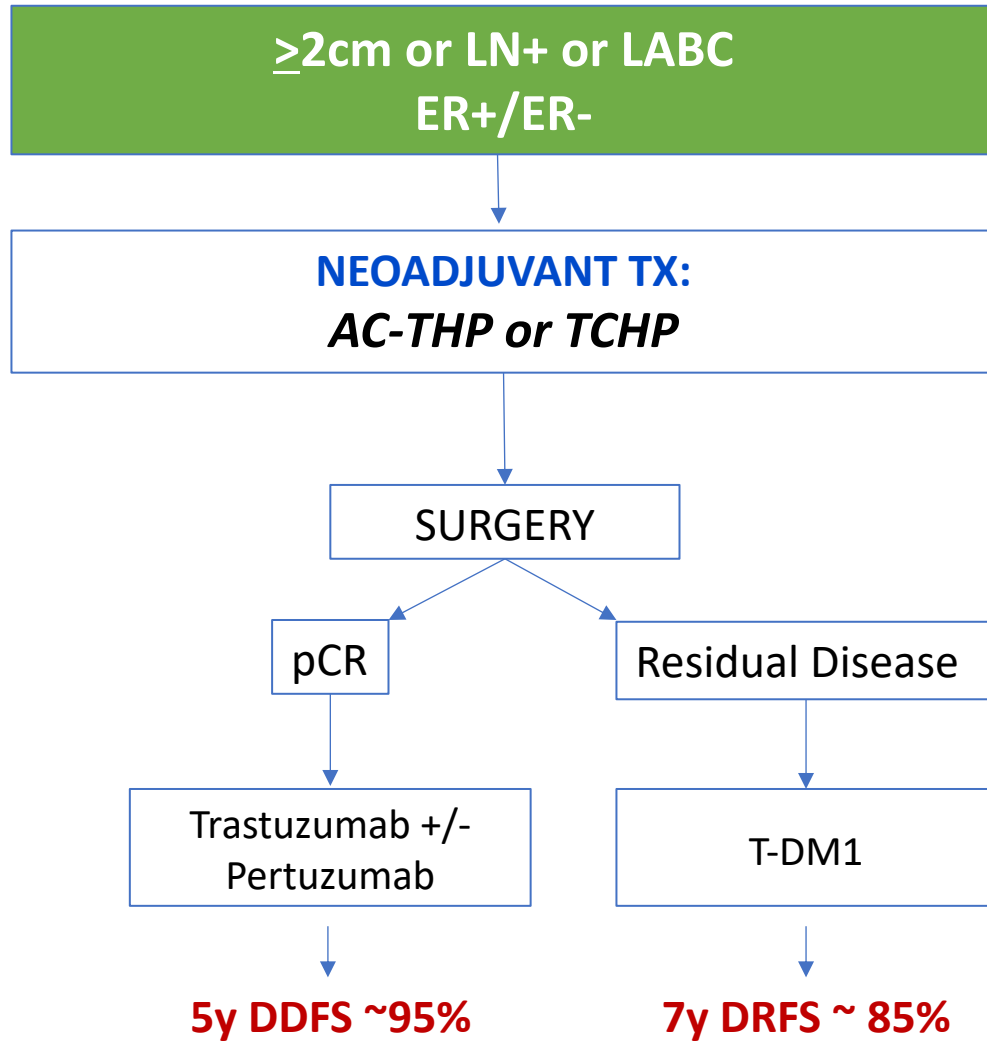 ≥2cm or LN+ or LABC
ER+/ER-
NEOADJUVANT TX:
AC-THP or TCHP
SURGERY
pCR
Residual Disease
Trastuzumab +/-
Pertuzumab
T-DM1
5y DDFS ~95%
7y DRFS ~ 85%